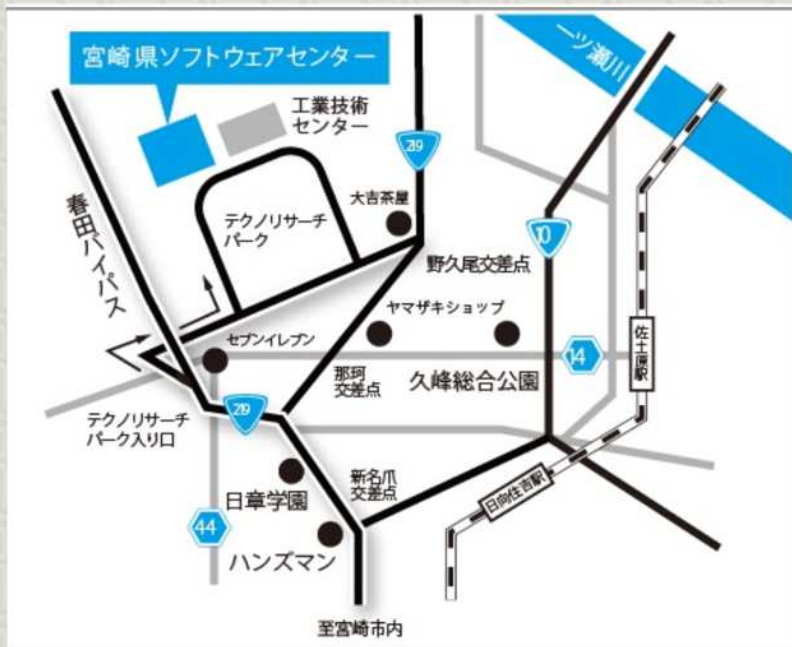 宮崎県ソフトウェアセンター
一ツ瀬川
工業技術
センター
219
大吉茶屋
春田バイパス
テクノリサーチ
パーク
10
野久尾交差点
ヤマザキショップ
セブンイレブン
14
佐土原駅
那珂
交差点
久峰総合公園
テクノリサーチ
パーク入り口
219
新名爪
交差点
日章学園
日向住吉駅
44
ハンズマン
至宮崎市内